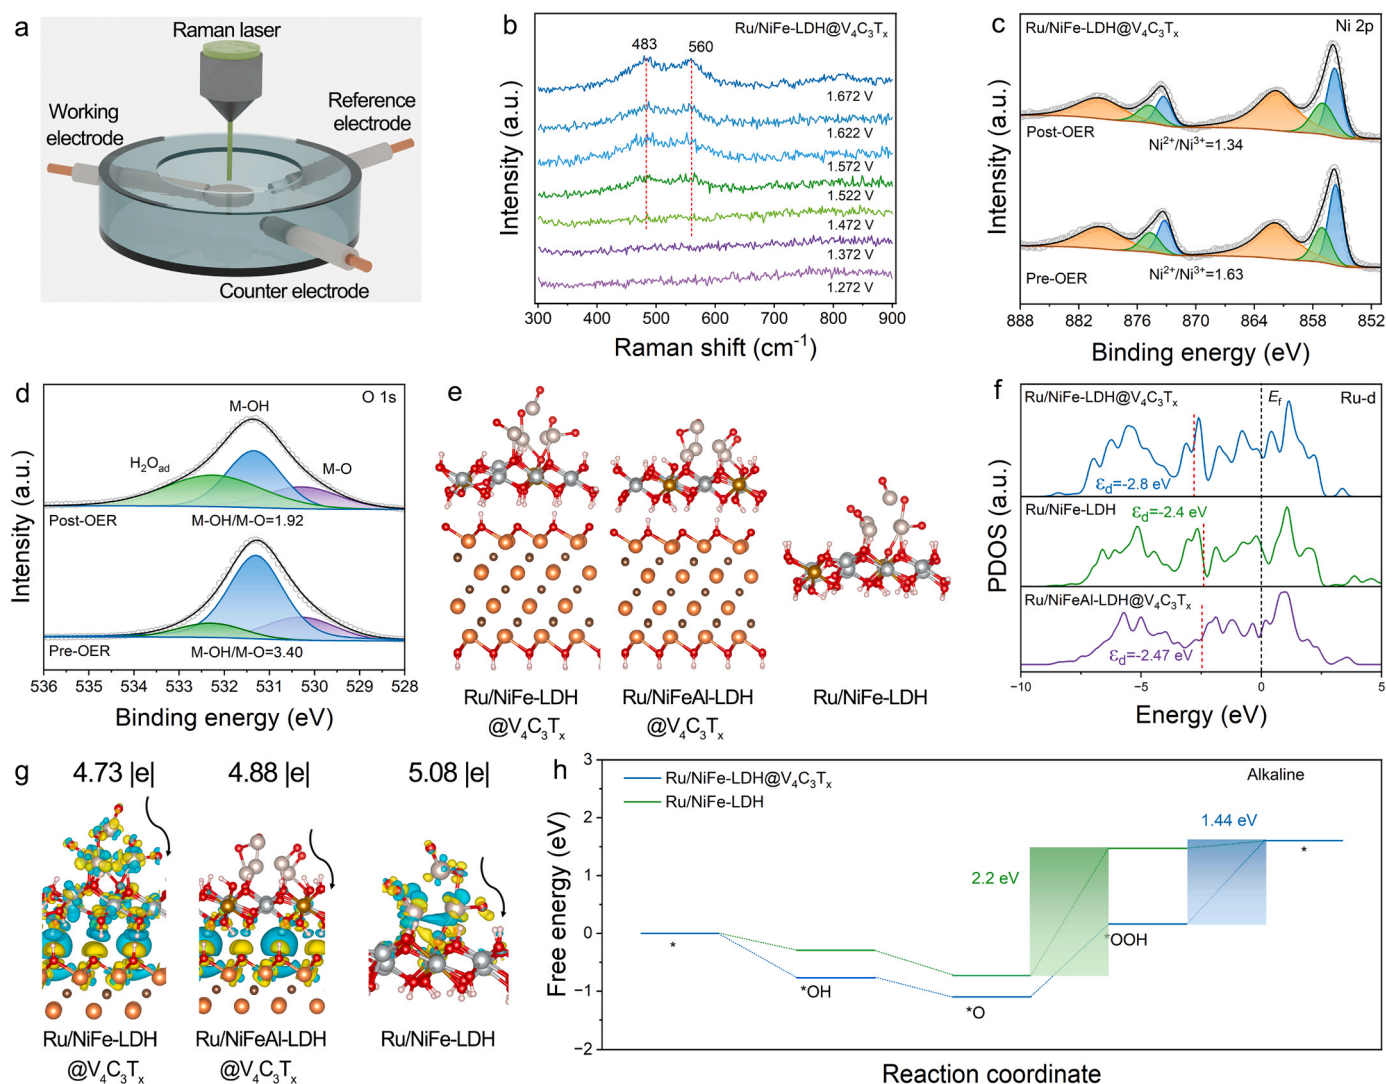 a
Raman laser
Working
electrode
Reference
electrode
Counter electrode
b
Ru/NiFe-LDH@V₄C₃Tₓ
483
560
1.672 V
1.622 V
1.572 V
1.522 V
1.472 V
1.372 V
1.272 V
Intensity (a.u.)
300 400 500 600 700 800 900
Raman shift (cm⁻¹)
c
Ru/NiFe-LDH@V₄C₃Tₓ
Ni 2p
Post-OER
Ni²⁺/Ni³⁺=1.34
Pre-OER
Ni²⁺/Ni³⁺=1.63
Intensity (a.u.)
888 882 876 870 864 858 852
Binding energy (eV)
d
O 1s
M-OH
H₂Oad
M-O
Post-OER
M-OH/M-O=1.92
Pre-OER
M-OH/M-O=3.40
Intensity (a.u.)
536 535 534 533 532 531 530 529 528
Binding energy (eV)
e
Ru/NiFe-LDH
@V₄C₃Tₓ
Ru/NiFeAl-LDH
@V₄C₃Tₓ
Ru/NiFe-LDH
f
Ru/NiFe-LDH@V₄C₃Tₓ
Ef
Ru-d
εd=-2.8 eV
Ru/NiFe-LDH
εd=-2.4 eV
Ru/NiFeAl-LDH@V₄C₃Tₓ
εd=-2.47 eV
PDOS (a.u.)
−10 −5 0 5
Energy (eV)
g
4.73 |e|
4.88 |e|
5.08 |e|
Ru/NiFe-LDH
@V₄C₃Tₓ
Ru/NiFeAl-LDH
@V₄C₃Tₓ
Ru/NiFe-LDH
h
Ru/NiFe-LDH@V₄C₃Tₓ
Ru/NiFe-LDH
Alkaline
1.44 eV
2.2 eV
*
*OH
*O
*OOH
*
3
2
1
0
−1
−2
Free energy (eV)
Reaction coordinate